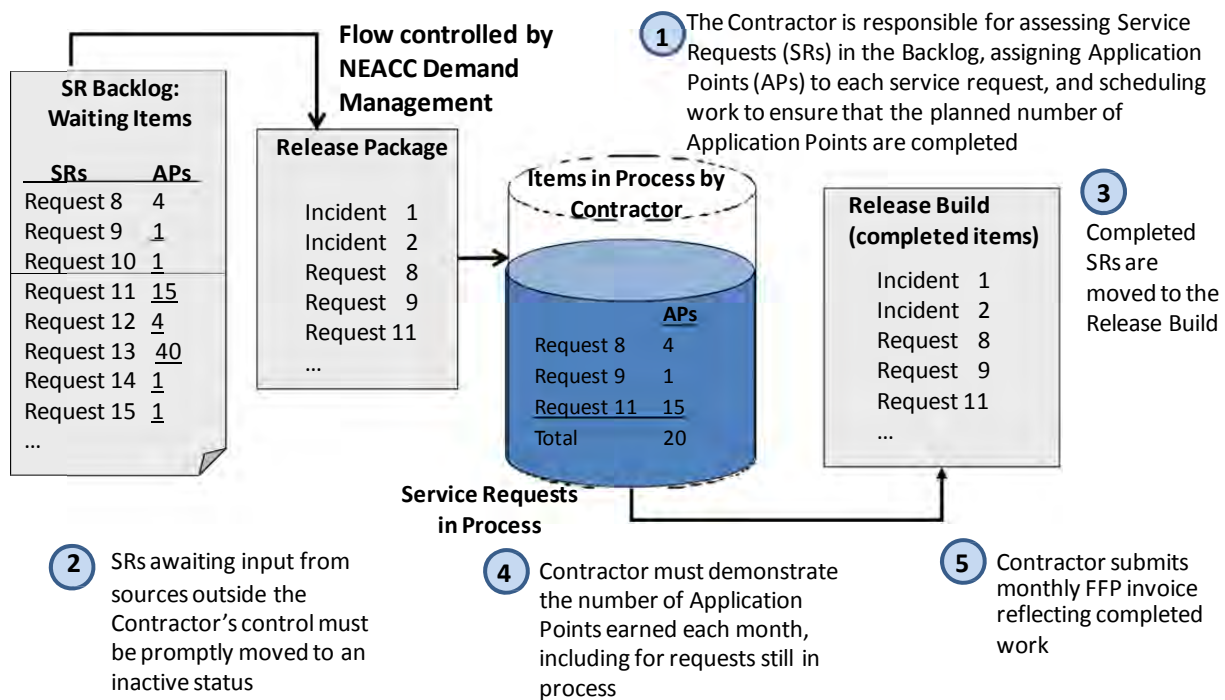 Flow controlled by
NEACC Demand
Management
1
The Contractor is responsible for assessing Service
Requests (SRs) in the Backlog, assigning Application
Points (APs) to each service request, and scheduling
work to ensure that the planned number of
Application Points are completed
SR Backlog:
Waiting Items
SRs APs
Request 8 4
Request 9 1
Request 10 1
Request 11 15
Request 12 4
Request 13 40
Request 14 1
Request 15 1
...
Release Package
Incident 1
Incident 2
Request 8
Request 9
Request 11
...
Items in Process by
Contractor
APs
Request 8 4
Request 9 1
Request 11 15
Total 20
Service Requests
in Process
Release Build
(completed items)
Incident 1
Incident 2
Request 8
Request 9
Request 11
...
3
Completed
SRs are
moved to the
Release Build
2
SRs awaiting input from
sources outside the
Contractor’s control must
be promptly moved to an
inactive status
4
Contractor must demonstrate
the number of Application
Points earned each month,
including for requests still in
process
5
Contractor submits
monthly FFP invoice
reflecting completed
work